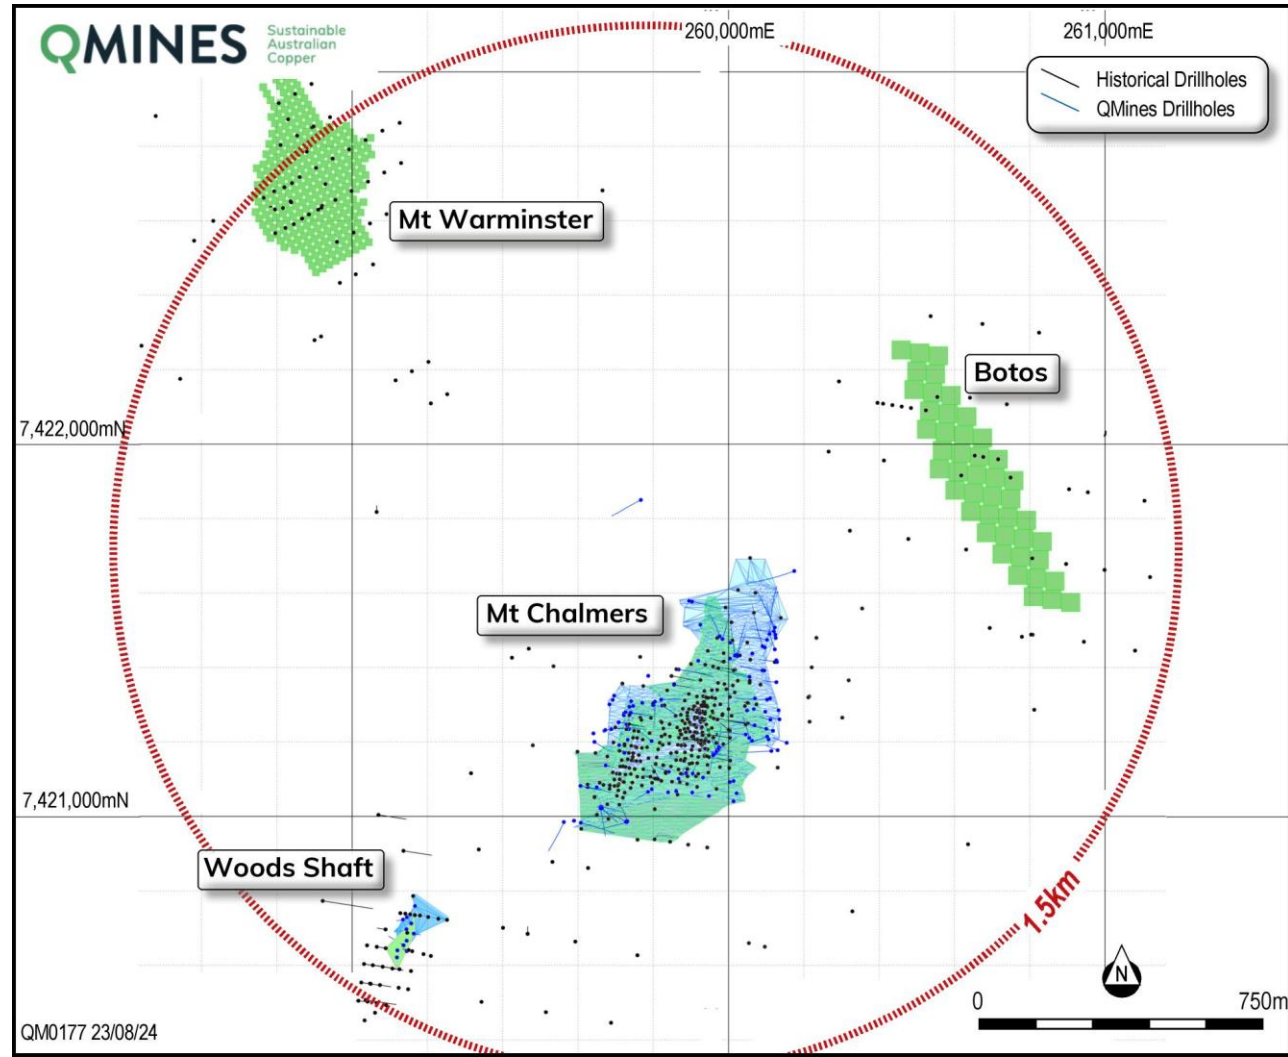 QMINES
Sustainable
Australian
Copper
260,000mE
261,000mE
Historical Drillholes
QMines Drillholes
Mt Warminster
Botos
7,422,000mN
Mt Chalmers
7,421,000mN
Woods Shaft
1.5km
N
0
750m
QM0177 23/08/24